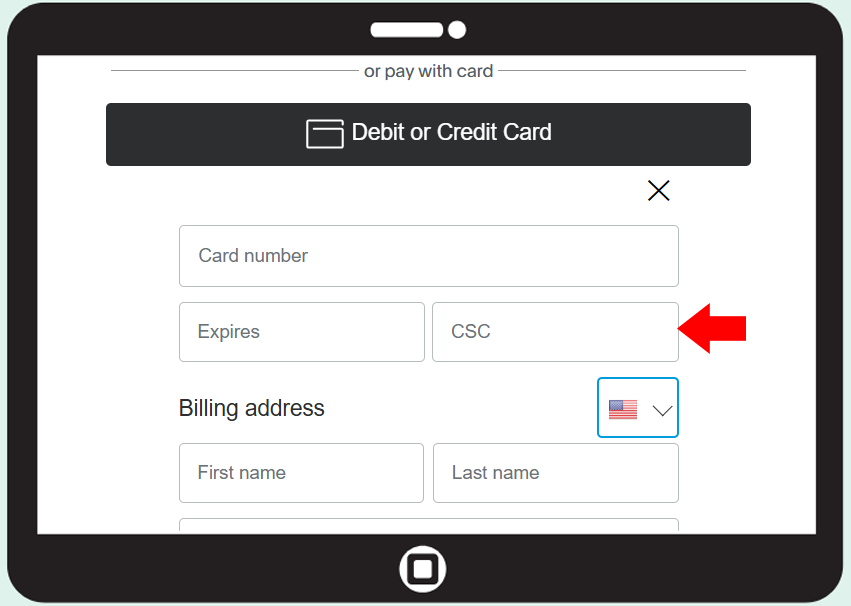 or pay with card
Debit or Credit Card
Card number
Expires CSC
Billing address
First name Last name